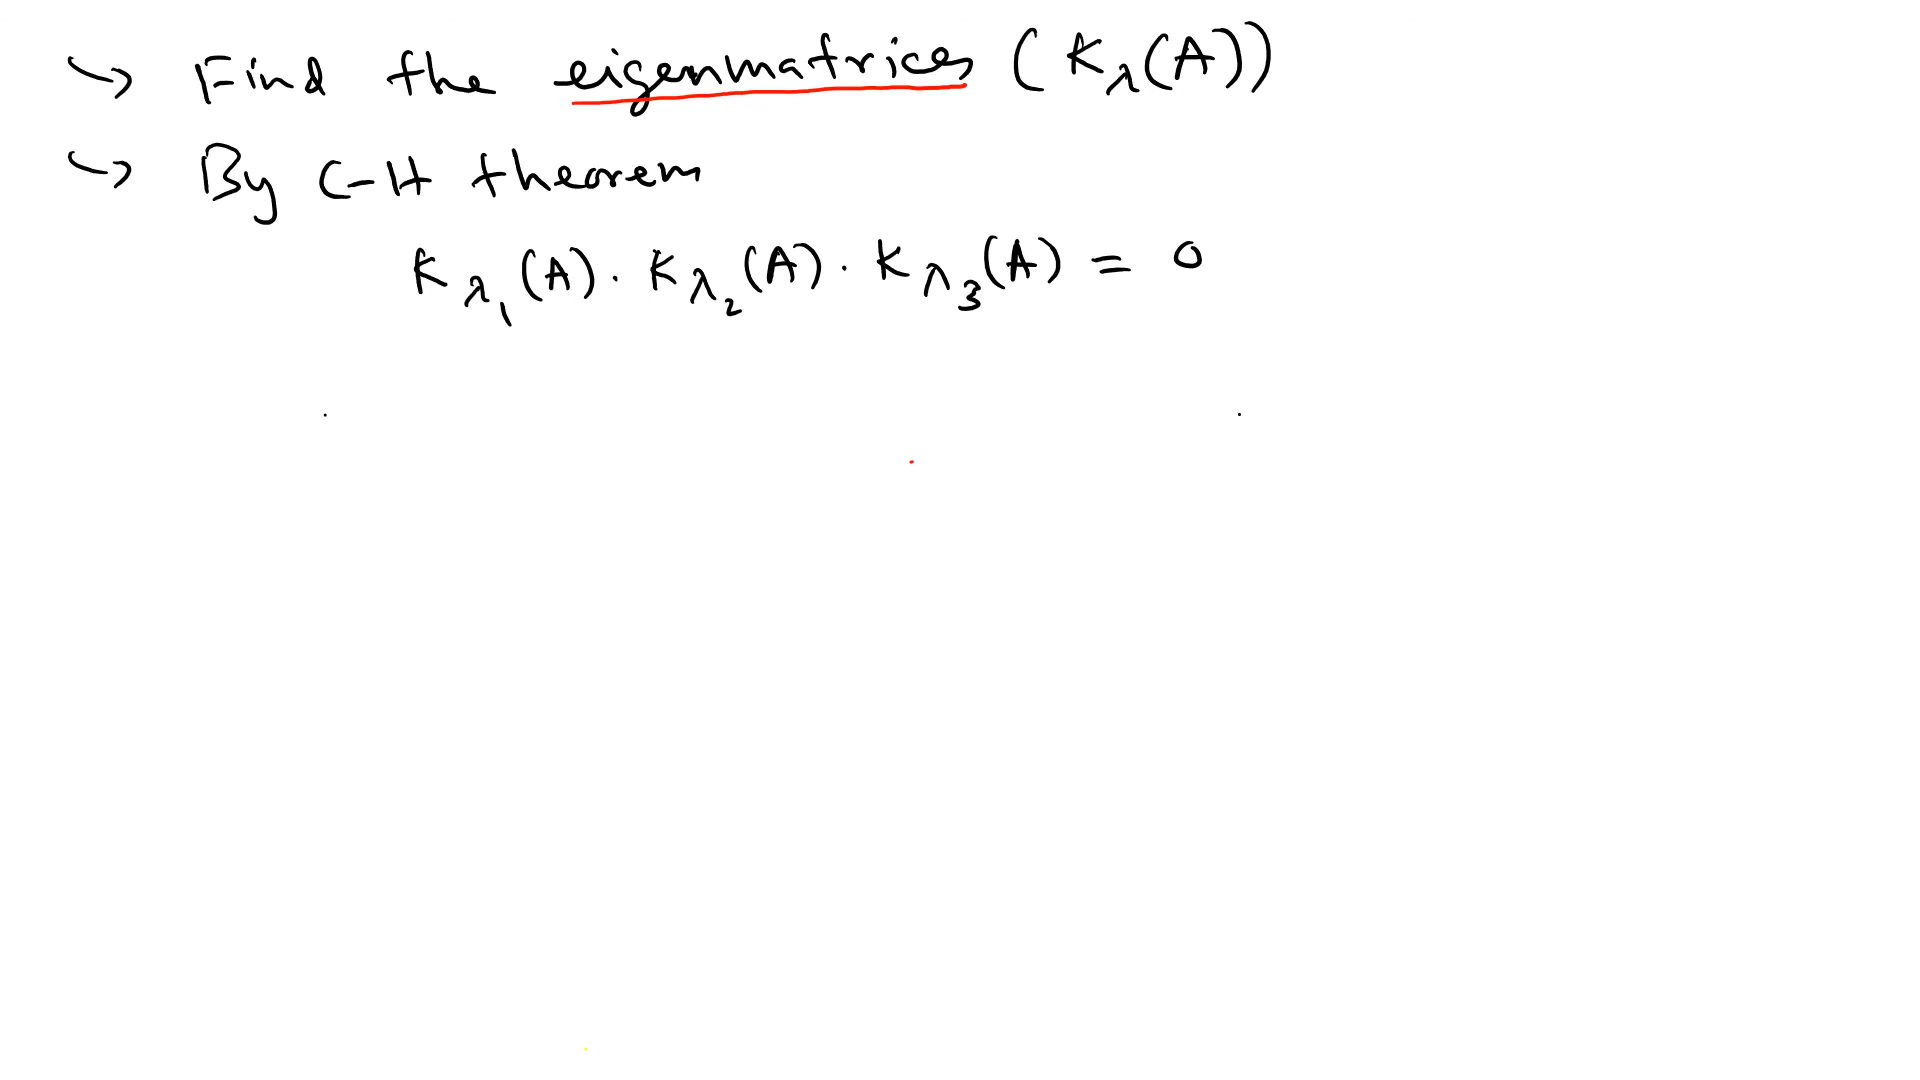 ↪ Find the eigenmatrices (K_λ(A))
↪ By C-H theorem
K_λ₁(A) · K_λ₂(A) · K_λ₃(A) = 0